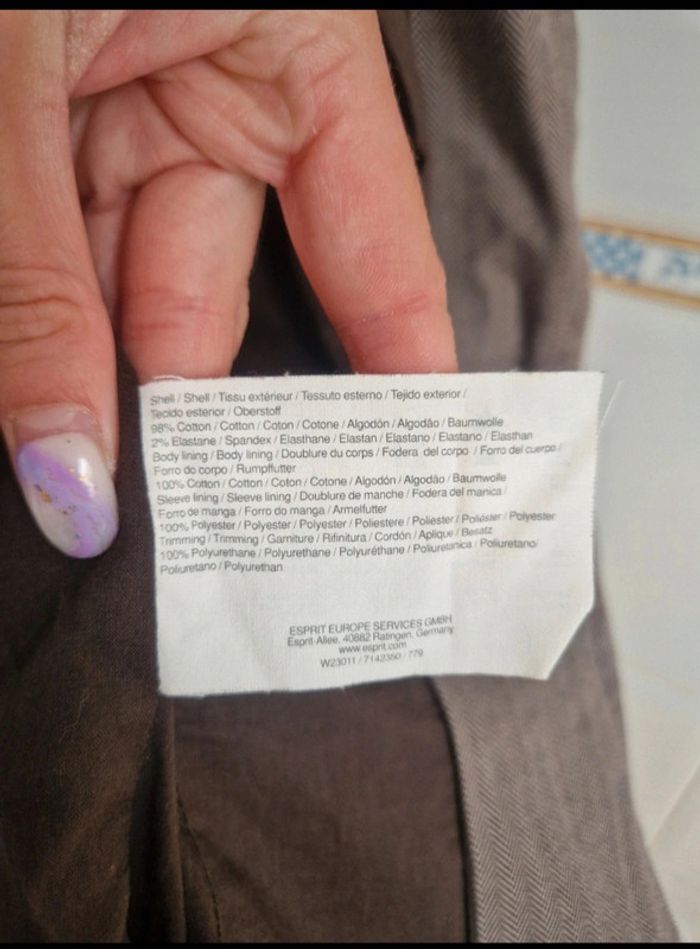 Shell / Shell / Tissu extérieur / Tessuto esterno / Tejido exterior /
Tecido esterior / Oberstoff
98% Cotton / Cotton / Coton / Cotone / Algodón / Algodão / Baumwolle
2% Elastane / Spandex / Elasthane / Elastan / Elastano / Elastano / Elasthan
Body lining / Body lining / Doublure du corps / Fodera del corpo / Forro del cuerpo /
Forro do corpo / Rumpffutter
100% Cotton / Cotton / Coton / Cotone / Algodón / Algodão / Baumwolle
Sleeve lining / Sleeve lining / Doublure de manche / Fodera del manica /
Forro de manga / Forro do manga / Armelfutter
100% Polyester / Polyester / Polyester / Poliestere / Poliester / Poliéster / Polyester
Trimming / Trimming / Garniture / Rifinitura / Cordón / Aplique / Besatz
100% Polyurethane / Polyurethane / Polyuréthane / Poliuretanica / Poliuretano/
Poliuretano / Polyurethan
ESPRIT EUROPE SERVICES GMBH
Esprit-Allee, 40882 Ratingen, Germany
www.esprit.com
W23011 / 7142350 / 779